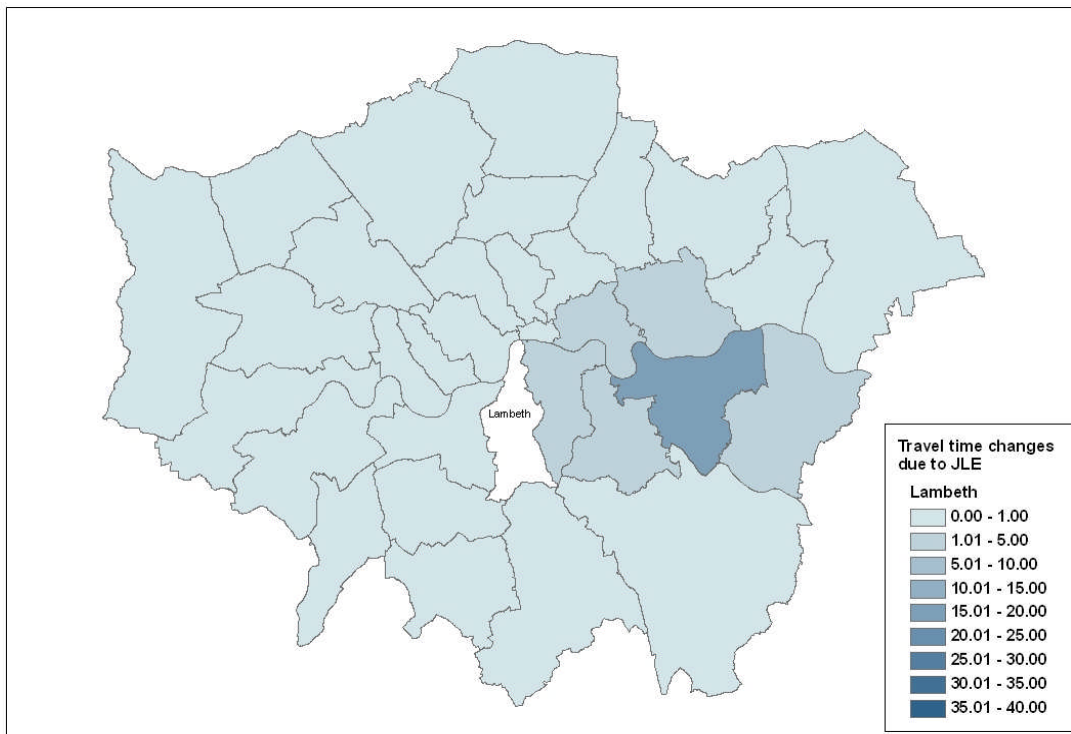 Lambeth
Travel time changes
due to JLE
Lambeth
0.00 - 1.00
1.01 - 5.00
5.01 - 10.00
10.01 - 15.00
15.01 - 20.00
20.01 - 25.00
25.01 - 30.00
30.01 - 35.00
35.01 - 40.00